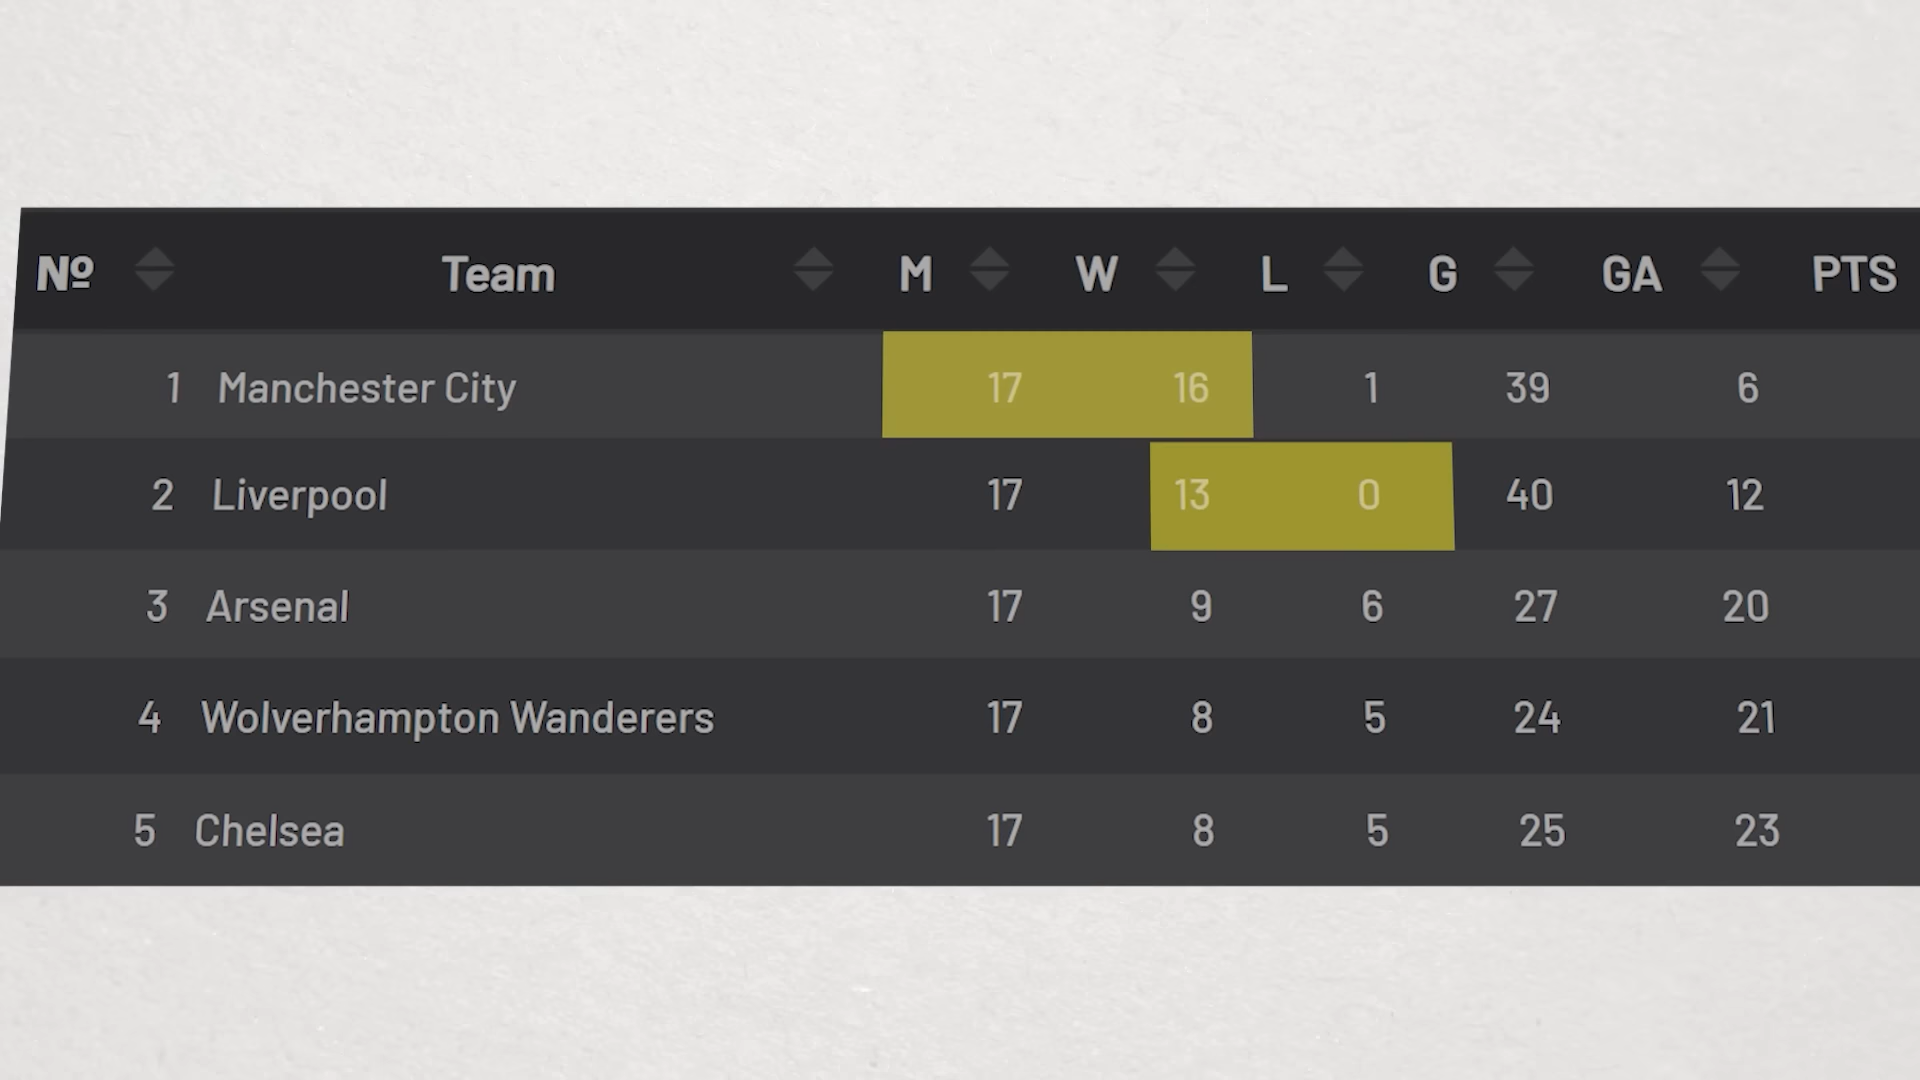 № Team M W L G GA PTS
1 Manchester City 17 16 1 39 6
2 Liverpool 17 13 0 40 12
3 Arsenal 17 9 6 27 20
4 Wolverhampton Wanderers 17 8 5 24 21
5 Chelsea 17 8 5 25 23